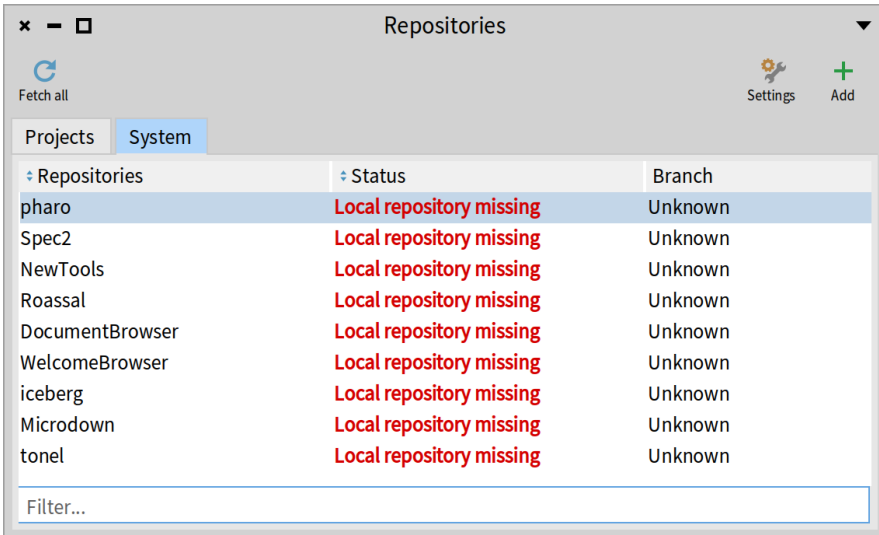 Repositories
Fetch all
Settings Add
Projects System
Repositories Status Branch
pharo Local repository missing Unknown
Spec2 Local repository missing Unknown
NewTools Local repository missing Unknown
Roassal Local repository missing Unknown
DocumentBrowser Local repository missing Unknown
WelcomeBrowser Local repository missing Unknown
iceberg Local repository missing Unknown
Microdown Local repository missing Unknown
tonel Local repository missing Unknown
Filter...